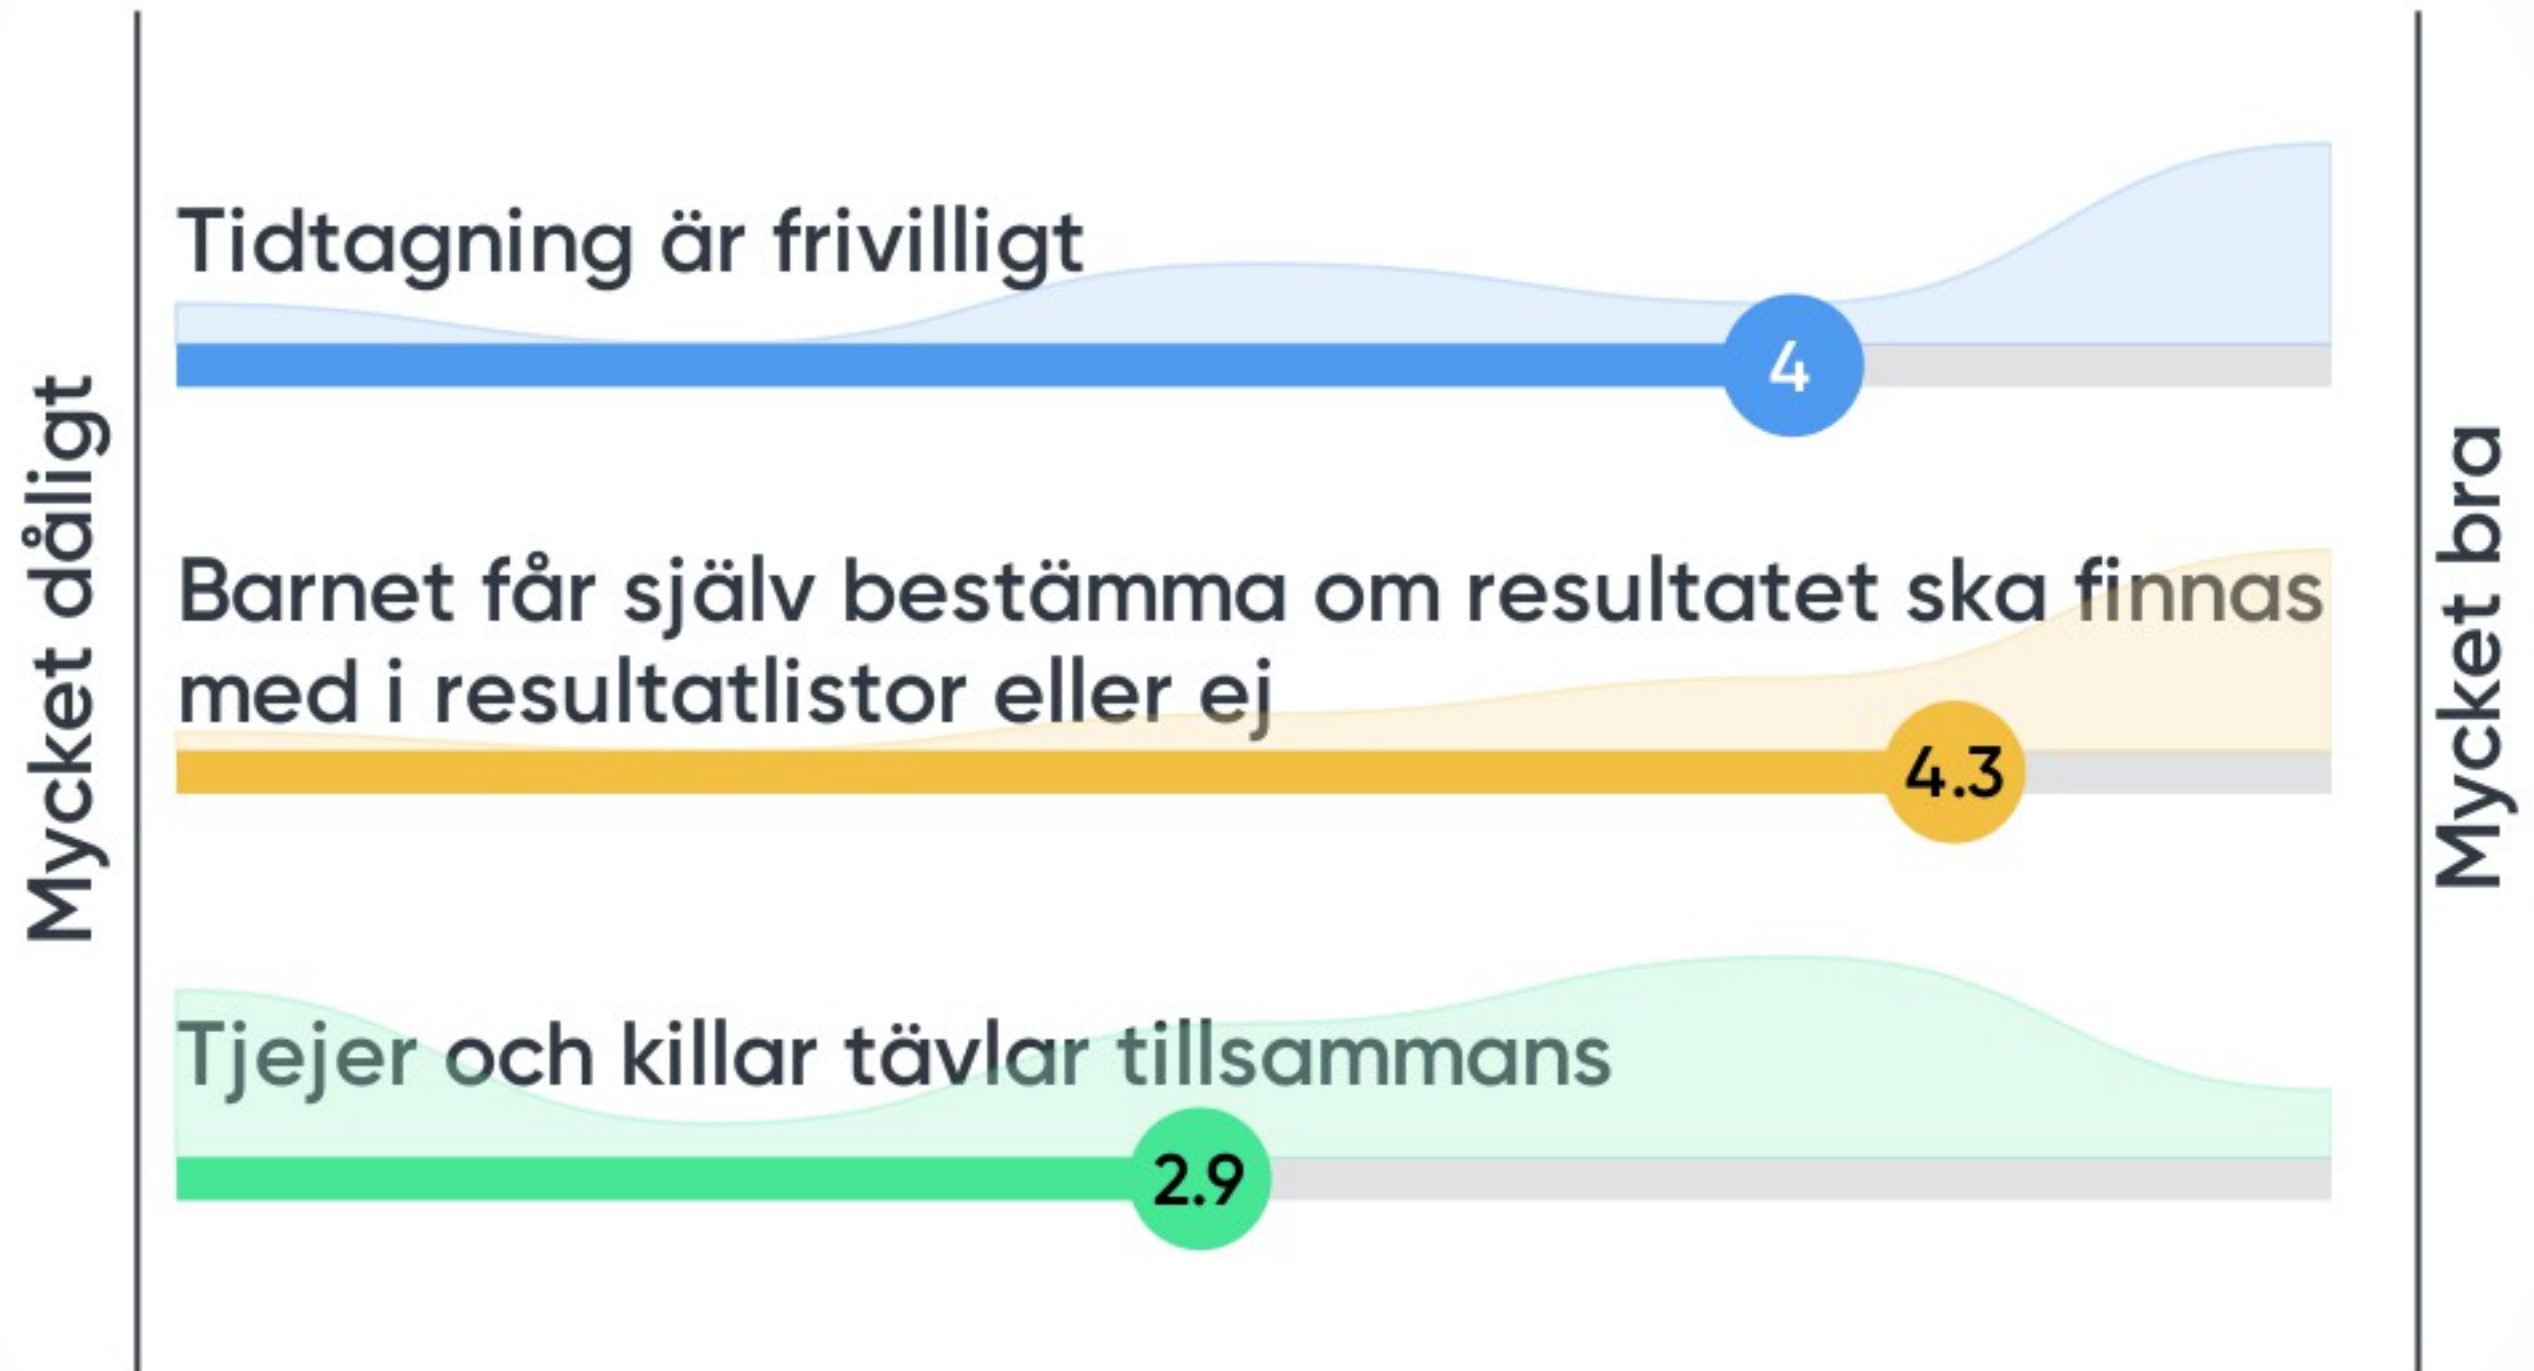 Mycket dåligt
Tidtagning är frivilligt
4
Barnet får själv bestämma om resultatet ska finnas
med i resultatlistor eller ej
4.3
Tjejer och killar tävlar tillsammans
2.9
Mycket bra